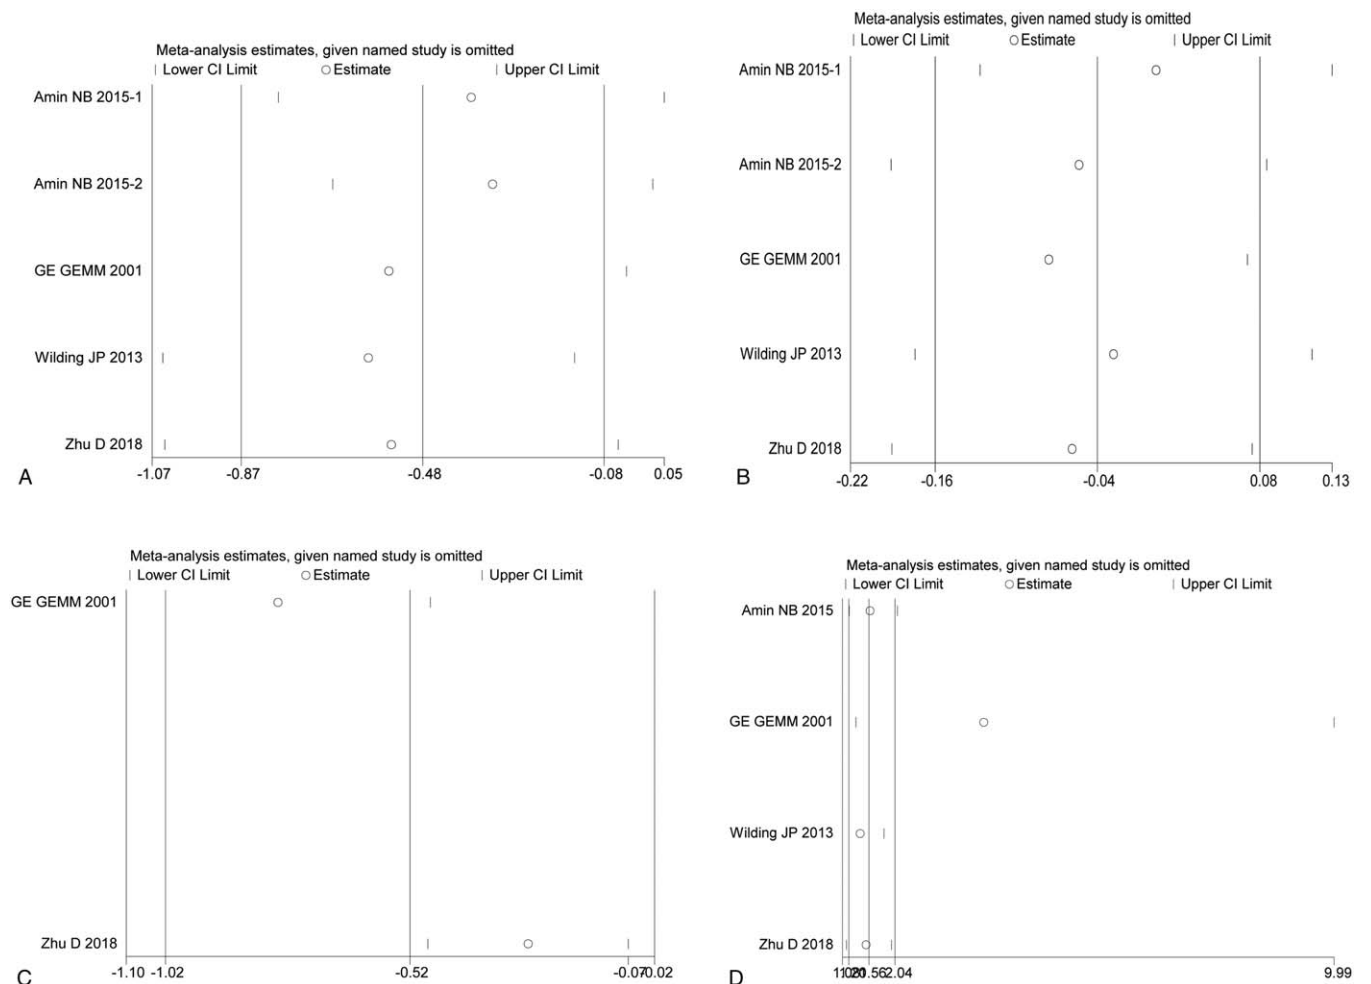 Meta-analysis estimates, given named study is omitted
Lower CI Limit Estimate Upper CI Limit
Amin NB 2015-1
Amin NB 2015-2
GE GEMM 2001
Wilding JP 2013
Zhu D 2018
-1.07 -0.87 -0.48 -0.08 0.05
A
Meta-analysis estimates, given named study is omitted
Lower CI Limit Estimate Upper CI Limit
Amin NB 2015-1
Amin NB 2015-2
GE GEMM 2001
Wilding JP 2013
Zhu D 2018
-0.22 -0.16 -0.04 0.08 0.13
B
Meta-analysis estimates, given named study is omitted
Lower CI Limit Estimate Upper CI Limit
GE GEMM 2001
Zhu D 2018
-1.10 -1.02 -0.52 -0.07 0.02
C
Meta-analysis estimates, given named study is omitted
Lower CI Limit Estimate Upper CI Limit
Amin NB 2015
GE GEMM 2001
Wilding JP 2013
Zhu D 2018
1.56 2.04 9.99
D